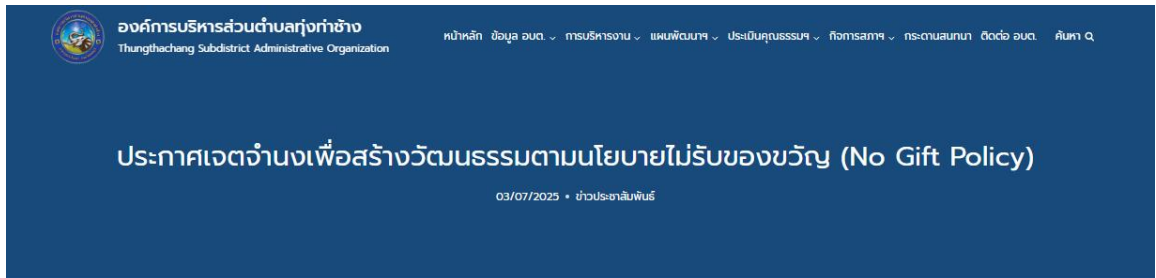 องค์การบริหารส่วนตำบลทุ่งท่าช้าง
Thungthachang Subdistrict Administrative Organization
หน้าหลัก ข้อมูล อบต. การบริหารงาน แผนพัฒนาฯ ประเมินคุณธรรมฯ กิจการสภาฯ กระดานสนทนา ติดต่อ อบต. ค้นหา
ประกาศเจตจำนงเพื่อสร้างวัฒนธรรมตามนโยบายไม่รับของขวัญ (No Gift Policy)
03/07/2025 • ข่าวประชาสัมพันธ์